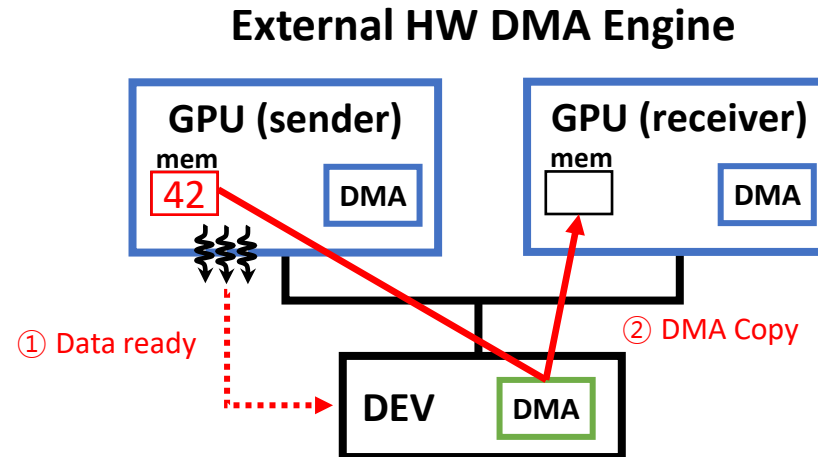 External HW DMA Engine
GPU (sender)
mem
42
DMA
GPU (receiver)
mem
DMA
① Data ready
② DMA Copy
DEV
DMA